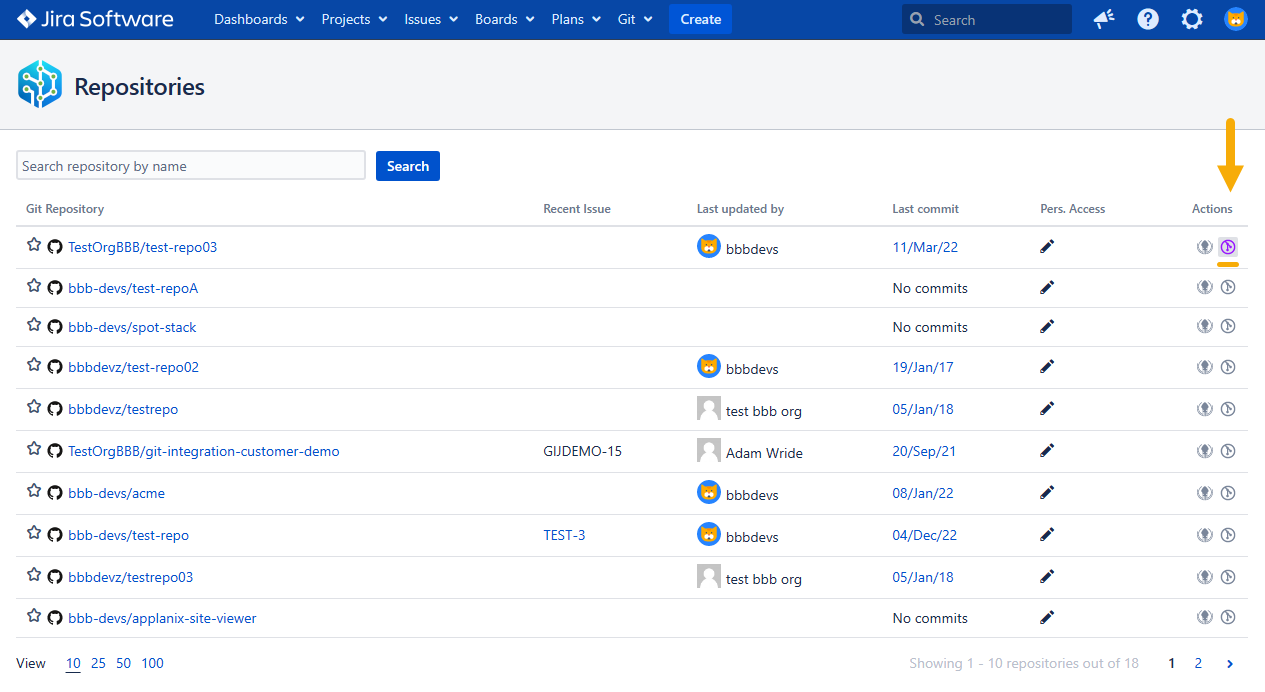 Jira Software Dashboards Projects Issues Boards Plans Git Create Search
Repositories
Search repository by name Search
Git Repository Recent Issue Last updated by Last commit Pers. Access Actions
TestOrgBBB/test-repo03 bbbdevs 11/Mar/22
bbb-devs/test-repoA No commits
bbb-devs/spot-stack No commits
bbbdevz/test-repo02 bbbdevs 19/Jan/17
bbbdevz/testrepo test bbb org 05/Jan/18
TestOrgBBB/git-integration-customer-demo GIJDEMO-15 Adam Wride 20/Sep/21
bbb-devs/acme bbbdevs 08/Jan/22
bbb-devs/test-repo TEST-3 bbbdevs 04/Dec/22
bbbdevz/testrepo03 test bbb org 05/Jan/18
bbb-devs/applanix-site-viewer No commits
View 10 25 50 100 Showing 1 - 10 repositories out of 18 1 2